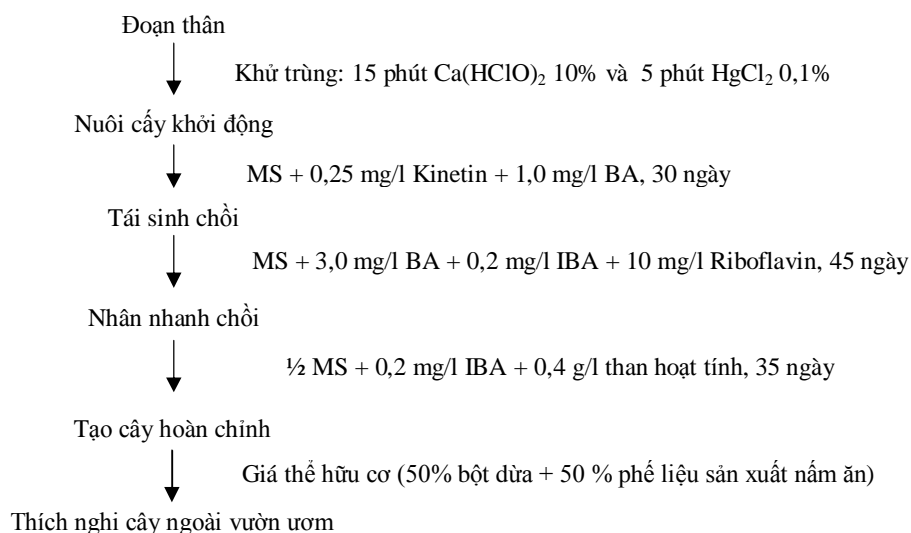 Đoạn thân
Khử trùng: 15 phút Ca(HClO)₂ 10% và 5 phút HgCl₂ 0,1%
Nuôi cấy khởi động
MS + 0,25 mg/l Kinetin + 1,0 mg/l BA, 30 ngày
Tái sinh chồi
MS + 3,0 mg/l BA + 0,2 mg/l IBA + 10 mg/l Riboflavin, 45 ngày
Nhân nhanh chồi
½ MS + 0,2 mg/l IBA + 0,4 g/l than hoạt tính, 35 ngày
Tạo cây hoàn chỉnh
Giá thể hữu cơ (50% bột dừa + 50 % phế liệu sản xuất nấm ăn)
Thích nghi cây ngoài vườn ươm